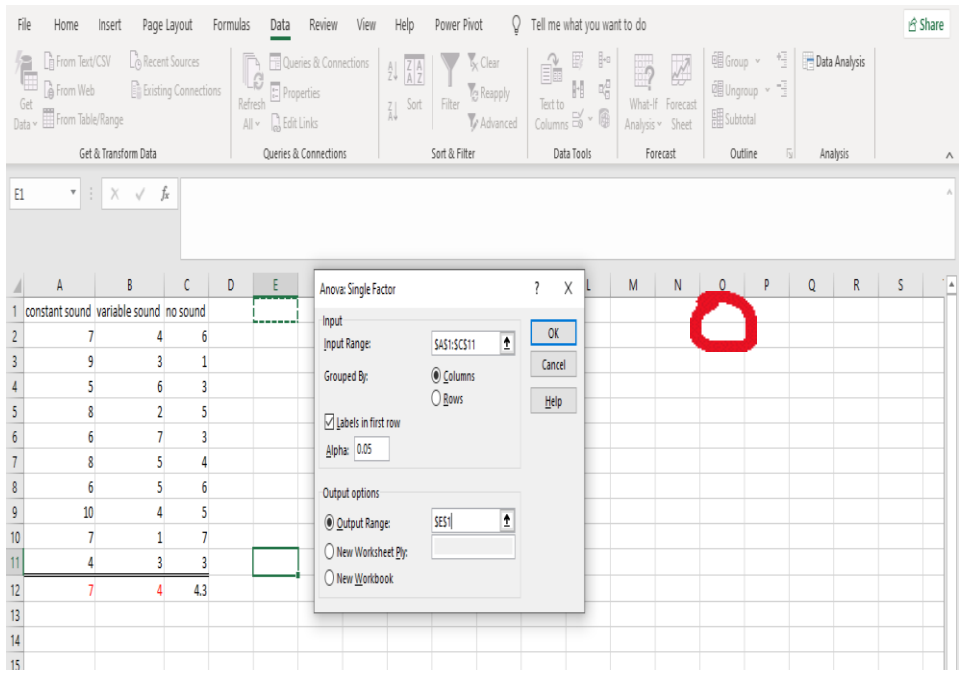 File Home Insert Page Layout Formulas Data Review View Help Power Pivot Tell me what you want to do Share
From Text/CSV Recent Sources
From Web Existing Connections
From Table/Range
Get
Data
Get & Transform Data
Refresh
All
Queries & Connections
Properties
Edit Links
Queries & Connections
Sort
Filter
Clear
Reapply
Advanced
Sort & Filter
Text to
Columns
Data Tools
What-If
Analysis
Forecast
Sheet
Forecast
Group
Ungroup
Subtotal
Outline
Data Analysis
Analysis
E1 fx
A B C D E L M N O P Q R S
1 constant sound variable sound no sound
2 7 4 6
3 9 3 1
4 5 6 3
5 8 2 5
6 6 7 3
7 8 5 4
8 6 5 6
9 10 4 5
10 7 1 7
11 4 3 3
12 7 4 4.3
13
14
15
Anova: Single Factor ? X
Input
Input Range: $A$1:$C$11
Grouped By: Columns
Rows
Labels in first row
Alpha: 0.05
Output options
Output Range: $E$1
New Worksheet Ply:
New Workbook
OK
Cancel
Help